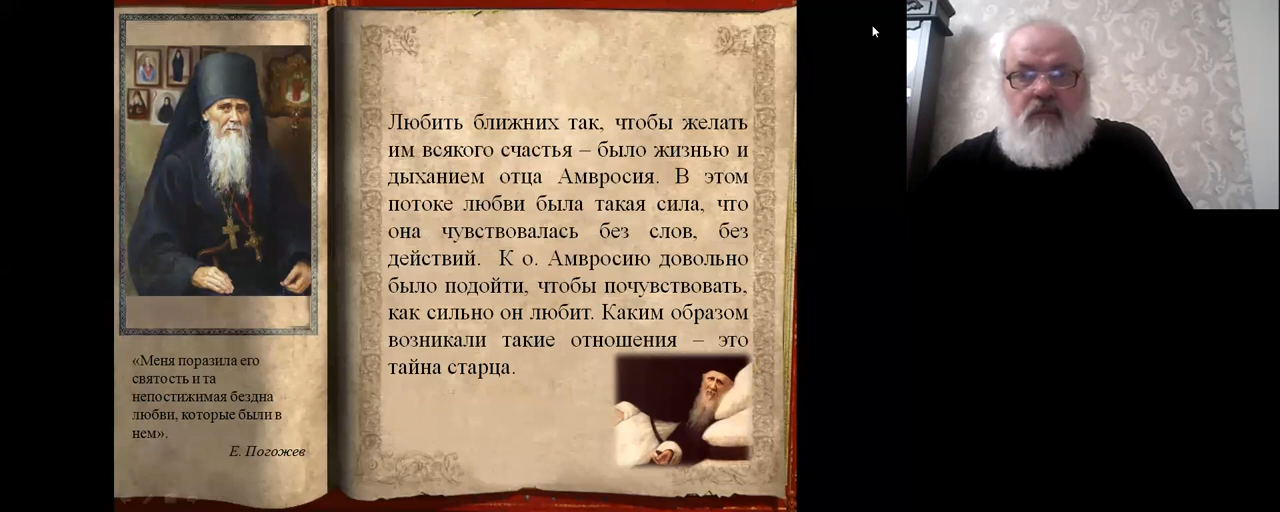 Любить ближних так, чтобы желать
им всякого счастья – было жизнью и
дыханием отца Амвросия. В этом
потоке любви была такая сила, что
она чувствовалась без слов, без
действий. К о. Амвросию довольно
было подойти, чтобы почувствовать,
как сильно он любит. Каким образом
возникали такие отношения – это
тайна старца.
«Меня поразила его
святость и та
непостижимая бездна
любви, которые были в
нем».
Е. Погожев